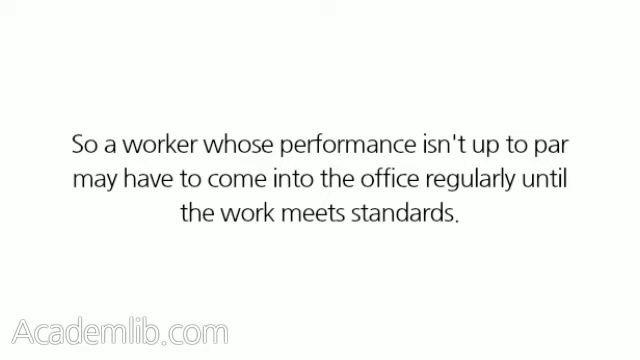 So a worker whose performance isn't up to par
may have to come into the office regularly until
the work meets standards.
Academlib.com